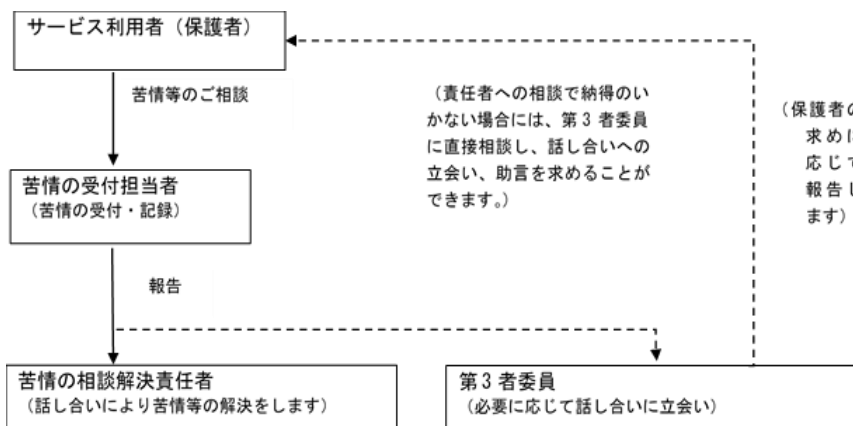 サービス利用者（保護者）
苦情等のご相談
（責任者への相談で納得のい
かない場合には、第3者委員
に直接相談し、話し合いへの
立会い、助言を求めることが
できます。）
（保護者の
求めに
応じて
報告し
ます）
苦情の受付担当者
（苦情の受付・記録）
報告
苦情の相談解決責任者
（話し合いにより苦情等の解決をします）
第3者委員
（必要に応じて話し合いに立会い）